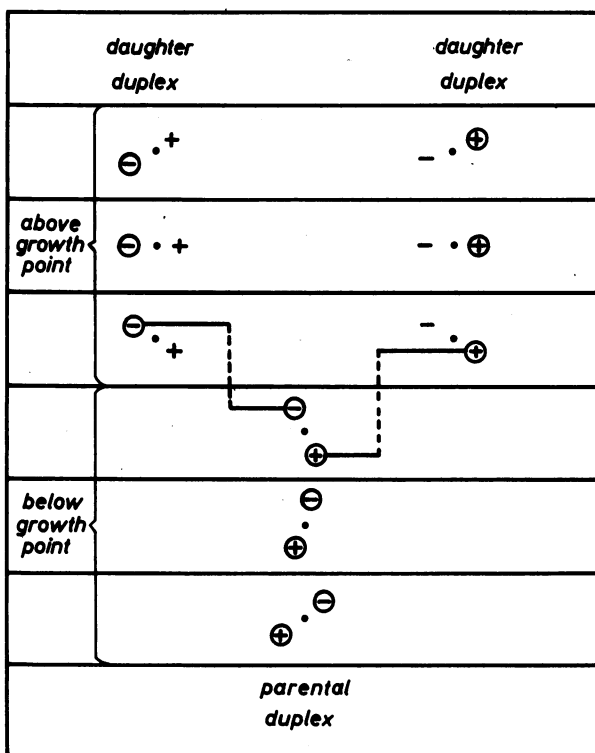 daughter daughter
duplex duplex
⊖ • + − • ⊕
above
growth
point
⊖ • + − • ⊕
⊖ • + − • ⊕
⊖ • ⊕
below
growth
point
⊖ • ⊕
⊖ • ⊕
parental
duplex